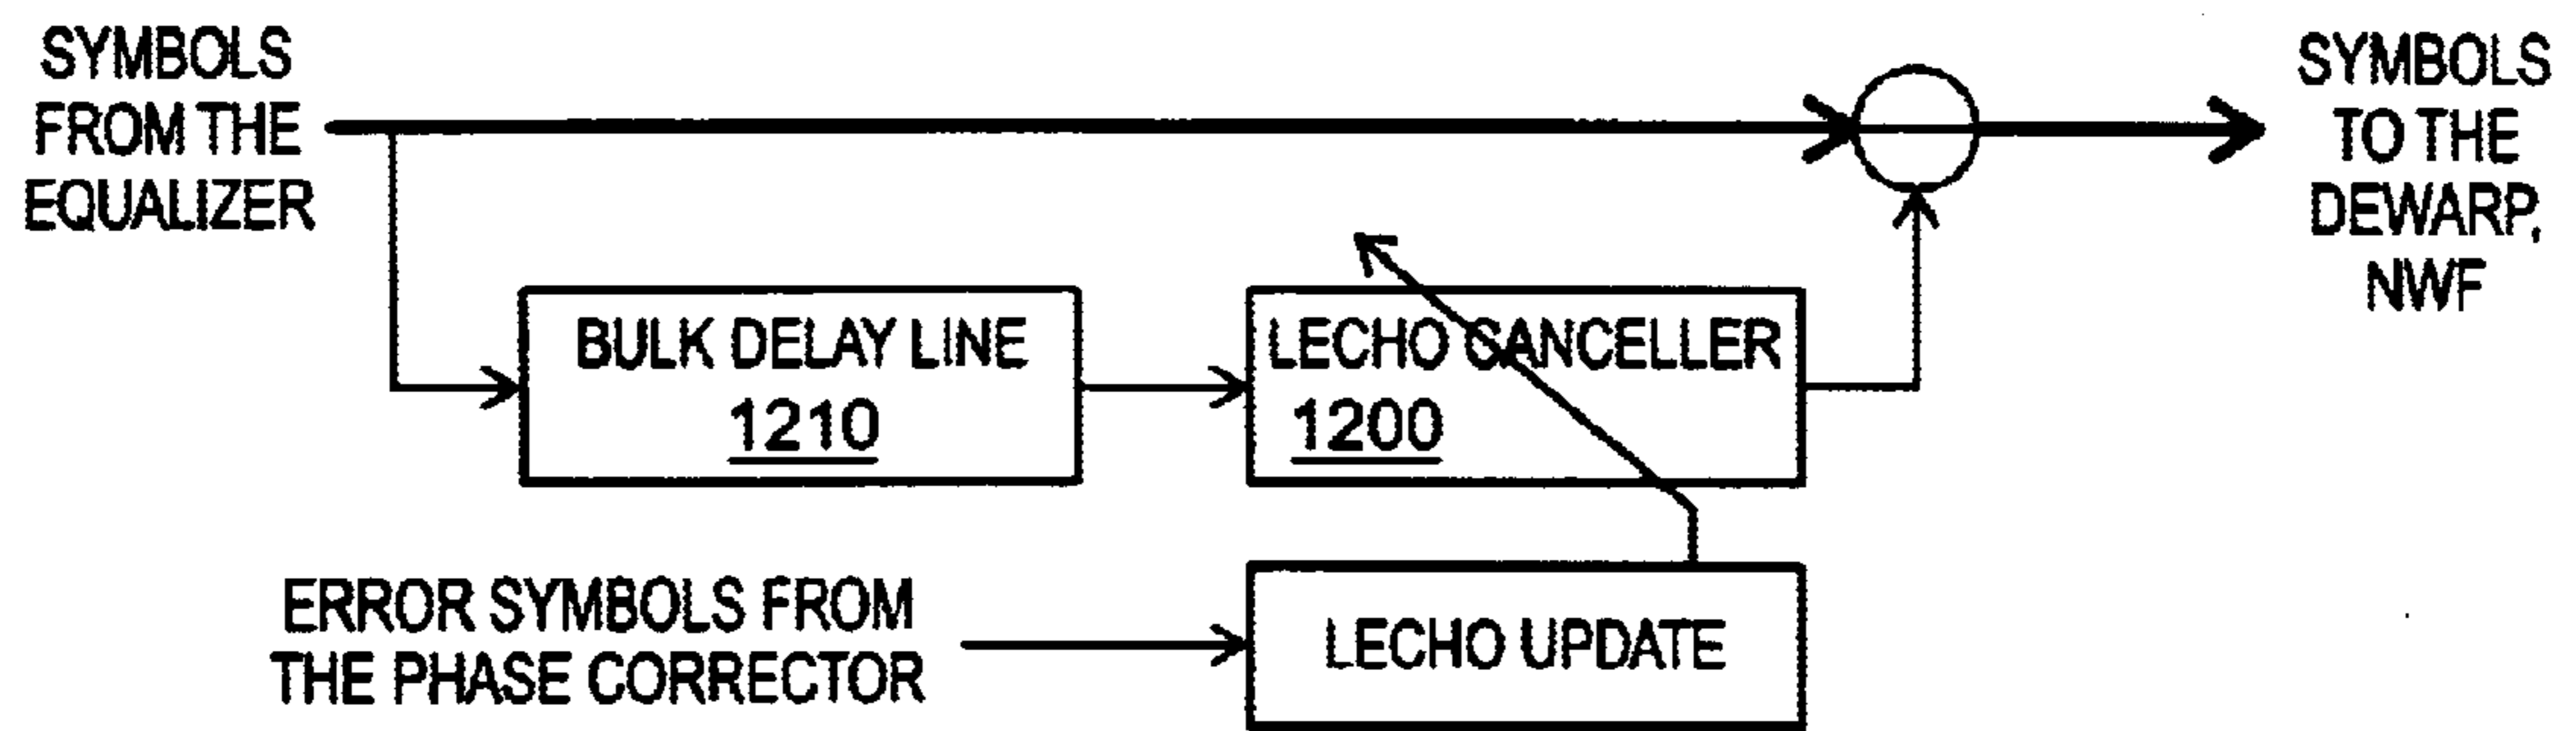 SYMBOLS
FROM THE
EQUALIZER
SYMBOLS
TO THE
DEWARP,
NWF
BULK DELAY LINE
1210
LECHO CANCELLER
1200
ERROR SYMBOLS FROM
THE PHASE CORRECTOR
LECHO UPDATE